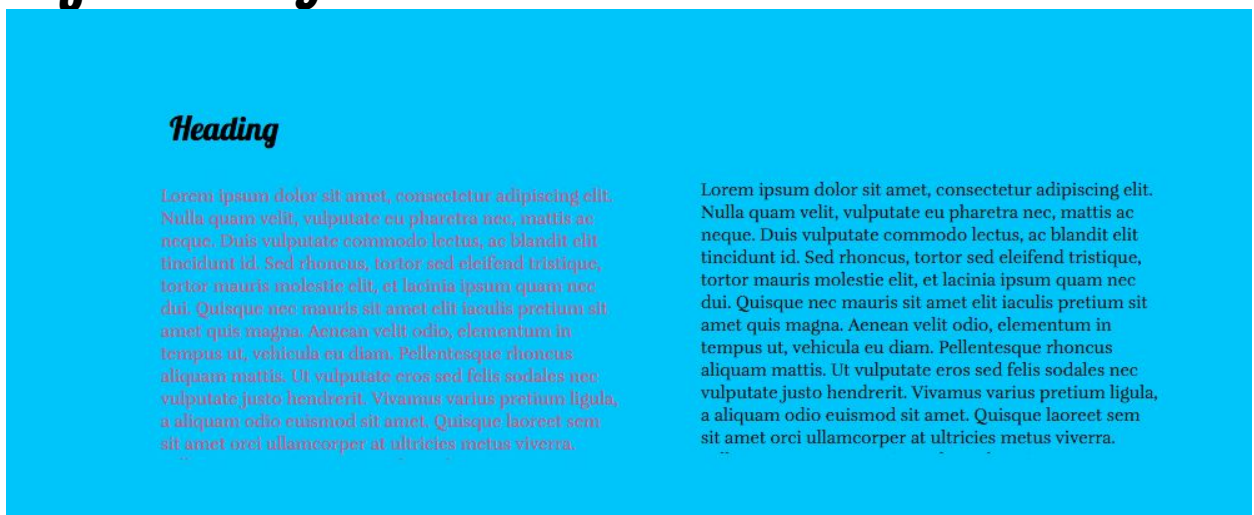 Heading
Lorem ipsum dolor sit amet, consectetur adipiscing elit.
Nulla quam velit, vulputate eu pharetra nec, mattis ac
neque. Duis vulputate commodo lectus, ac blandit elit
tincidunt id. Sed rhoncus, tortor sed eleifend tristique,
tortor mauris molestie elit, et lacinia ipsum quam nec
dui. Quisque nec mauris sit amet elit iaculis pretium sit
amet quis magna. Aenean velit odio, elementum in
tempus ut, vehicula eu diam. Pellentesque rhoncus
aliquam mattis. Ut vulputate eros sed felis sodales nec
vulputate justo hendrerit. Vivamus varius pretium ligula,
a aliquam odio euismod sit amet. Quisque laoreet sem
sit amet orci ullamcorper at ultricies metus viverra.
Lorem ipsum dolor sit amet, consectetur adipiscing elit.
Nulla quam velit, vulputate eu pharetra nec, mattis ac
neque. Duis vulputate commodo lectus, ac blandit elit
tincidunt id. Sed rhoncus, tortor sed eleifend tristique,
tortor mauris molestie elit, et lacinia ipsum quam nec
dui. Quisque nec mauris sit amet elit iaculis pretium sit
amet quis magna. Aenean velit odio, elementum in
tempus ut, vehicula eu diam. Pellentesque rhoncus
aliquam mattis. Ut vulputate eros sed felis sodales nec
vulputate justo hendrerit. Vivamus varius pretium ligula,
a aliquam odio euismod sit amet. Quisque laoreet sem
sit amet orci ullamcorper at ultricies metus viverra.